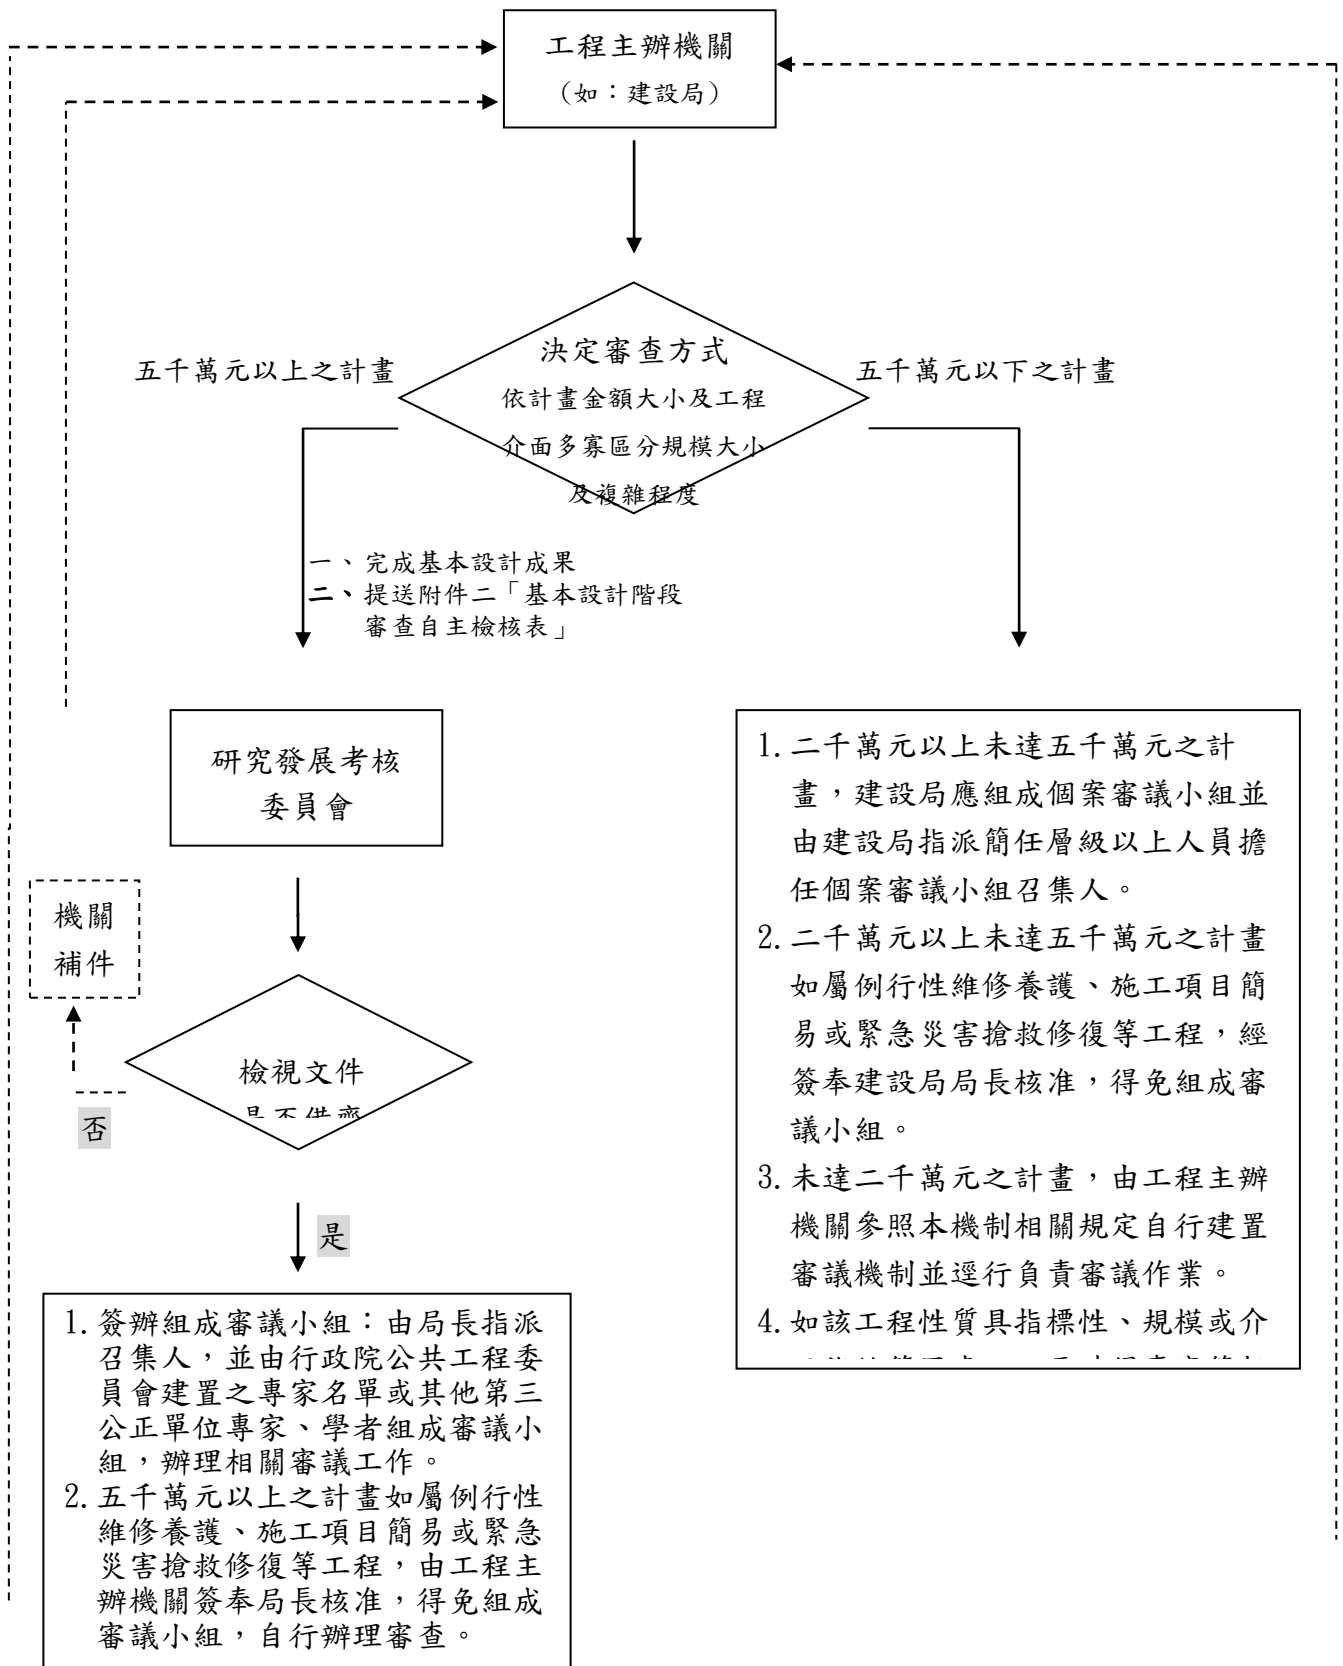 工程主辦機關
(如：建設局)
五千萬元以上之計畫
決定審查方式
依計畫金額大小及工程
介面多寡區分規模大小
及複雜程度
五千萬元以下之計畫
一、完成基本設計成果
二、提送附件二「基本設計階段
審查自主檢核表」
研究發展考核
委員會
機關
補件
檢視文件
是否備齊
否
是
1. 簽辦組成審議小組：由局長指派
召集人，並由行政院公共工程委
員會建置之專家名單或其他第三
公正單位專家、學者組成審議小
組，辦理相關審議工作。
2. 五千萬元以上之計畫如屬例行性
維修養護、施工項目簡易或緊急
災害搶救修復等工程，由工程主
辦機關簽奉局長核准，得免組成
審議小組，自行辦理審查。
1. 二千萬元以上未達五千萬元之計
畫，建設局應組成個案審議小組並
由建設局指派簡任層級以上人員擔
任個案審議小組召集人。
2. 二千萬元以上未達五千萬元之計畫
如屬例行性維修養護、施工項目簡
易或緊急災害搶救修復等工程，經
簽奉建設局局長核准，得免組成審
議小組。
3. 未達二千萬元之計畫，由工程主辦
機關參照本機制相關規定自行建置
審議機制並逕行負責審議作業。
4. 如該工程性質具指標性、規模或介